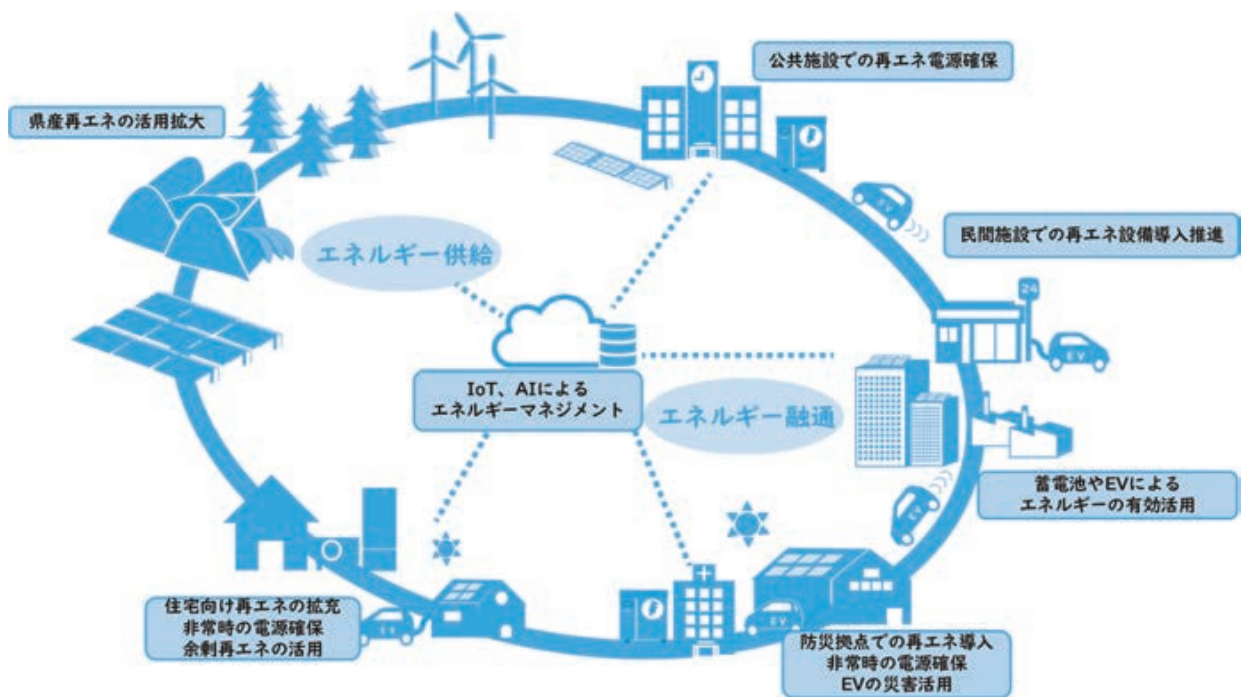 公共施設での再エネ電源確保
県産再エネの活用拡大
民間施設での再エネ設備導入推進
エネルギー供給
IoT、AIによる
エネルギーマネジメント
エネルギー融通
蓄電池やEVによる
エネルギーの有効活用
住宅向け再エネの拡充
非常時の電源確保
余剰再エネの活用
防災拠点での再エネ導入
非常時の電源確保
EVの災害活用
EV
24
EV
EV
EV
EV